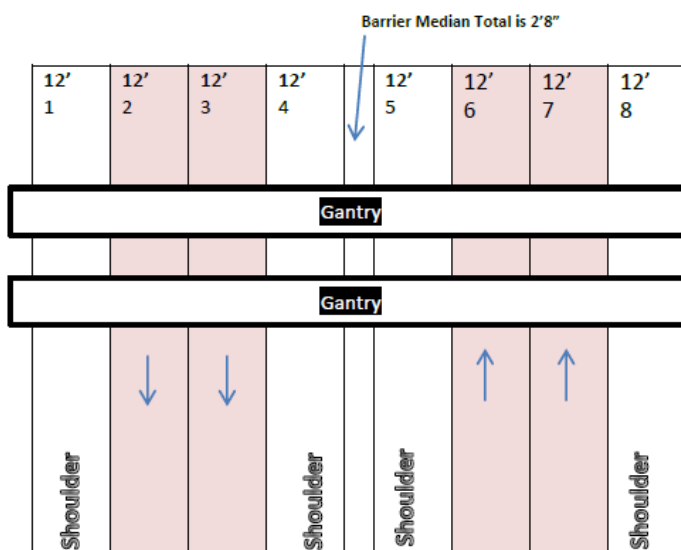 Barrier Median Total is 2’8”
12’ 12’ 12’ 12’ 12’ 12’ 12’ 12’
1 2 3 4 5 6 7 8
Gantry
Gantry
Shoulder Shoulder Shoulder Shoulder